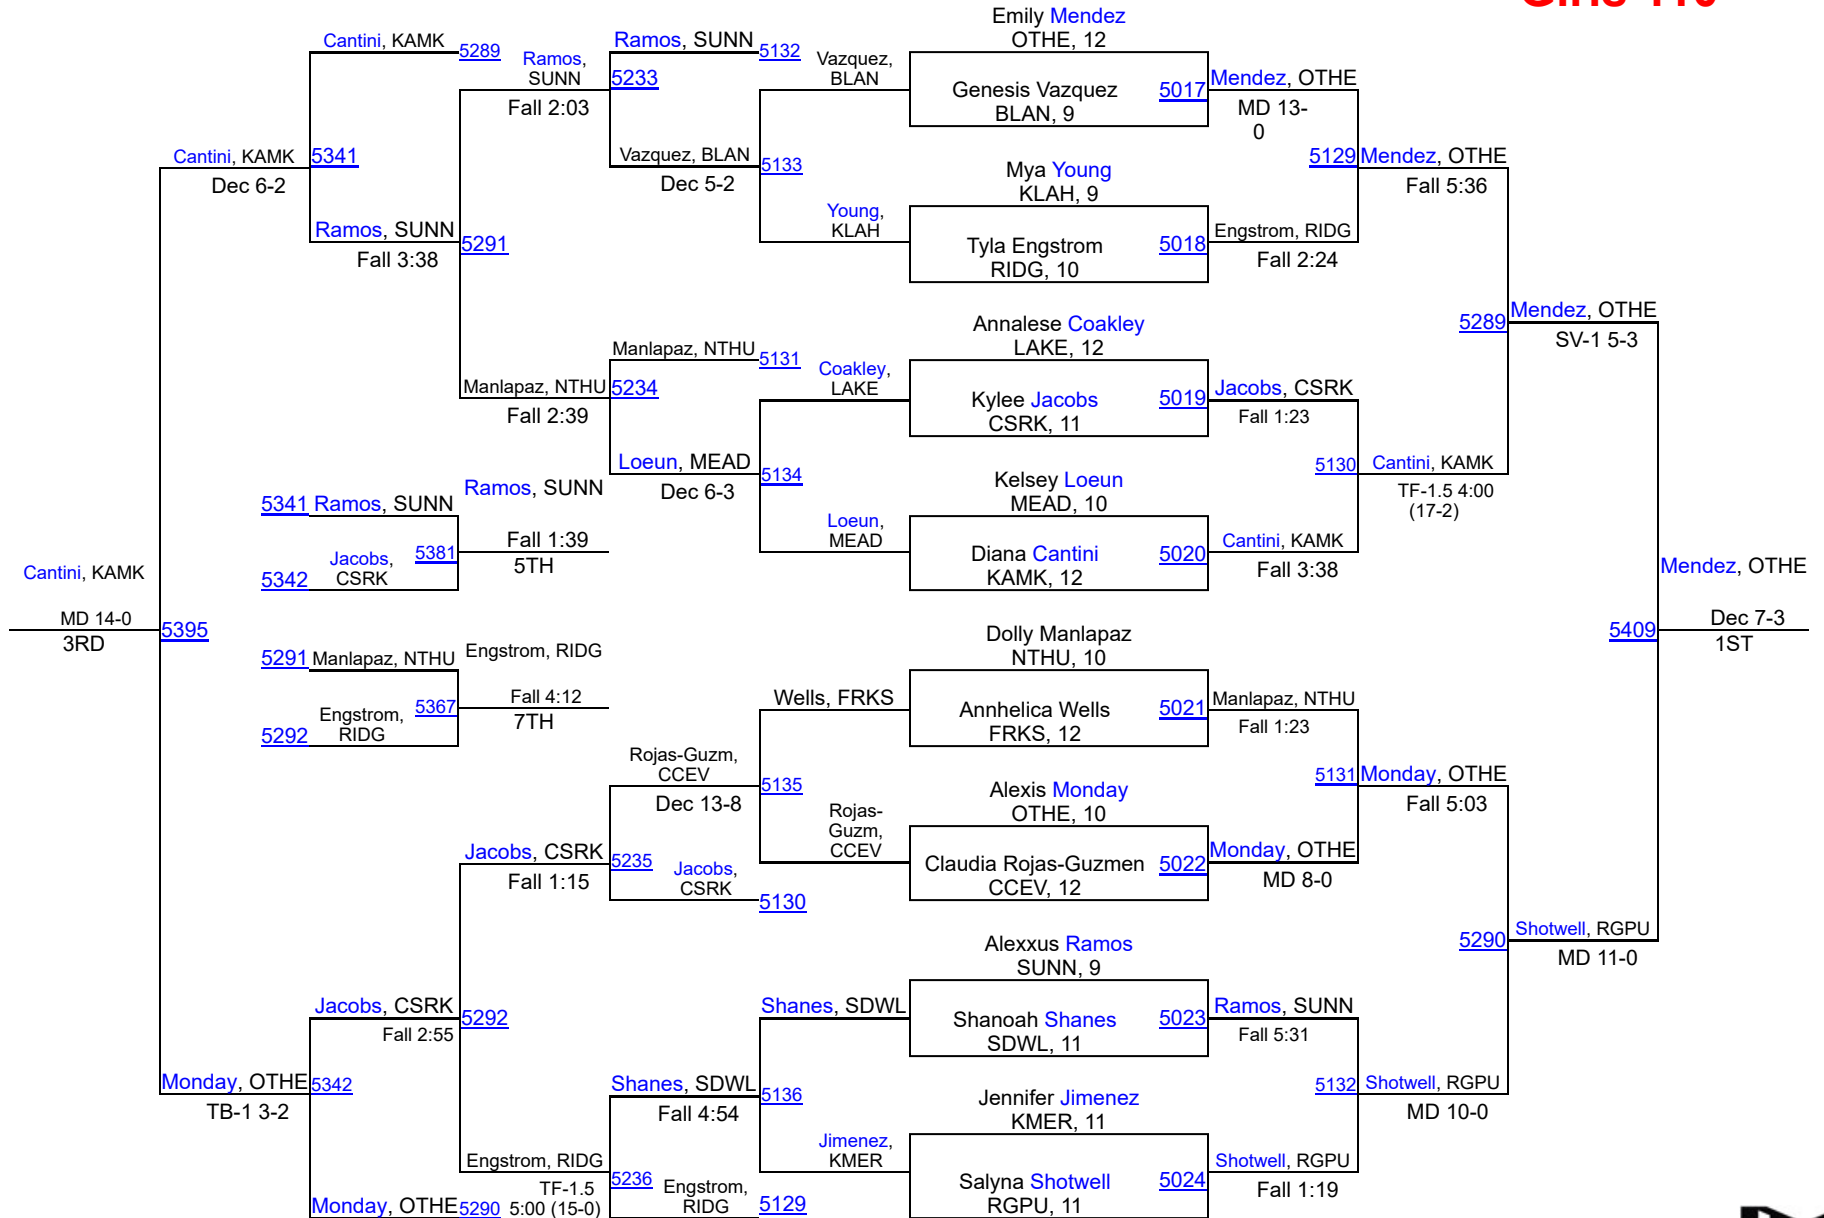 Emily Mendez
OTHE, 12
Cantini, KAMK
5289
Ramos,
SUNN
Fall 2:03
Ramos, SUNN
5132
5233
Vazquez,
BLAN
Genesis Vazquez
BLAN, 9
5017
Mendez, OTHE
MD 13-
0
Cantini, KAMK
Dec 6-2
5341
Vazquez, BLAN
Dec 5-2
5133
Mya Young
KLAH, 9
5129
Mendez, OTHE
Fall 5:36
Ramos, SUNN
Fall 3:38
5291
Young,
KLAH
Tyla Engstrom
RIDG, 10
5018
Engstrom, RIDG
Fall 2:24
Annalese Coakley
LAKE, 12
5289
Mendez, OTHE
SV-1 5-3
Manlapaz, NTHU
5131
Manlapaz, NTHU
Fall 2:39
5234
Coakley,
LAKE
Kylee Jacobs
CSRK, 11
5019
Jacobs, CSRK
Fall 1:23
Loeun, MEAD
Dec 6-3
5134
Kelsey Loeun
MEAD, 10
5130
Cantini, KAMK
TF-1.5 4:00
(17-2)
5341
Ramos, SUNN
Ramos, SUNN
Fall 1:39
5TH
5381
Jacobs,
CSRK
5342
Loeun,
MEAD
Diana Cantini
KAMK, 12
5020
Cantini, KAMK
Fall 3:38
Cantini, KAMK
MD 14-0
3RD
5395
Mendez, OTHE
5409
Dec 7-3
1ST
5291
Manlapaz, NTHU
Engstrom, RIDG
Fall 4:12
7TH
5367
Engstrom,
RIDG
5292
Dolly Manlapaz
NTHU, 10
Wells, FRKS
Annhelica Wells
FRKS, 12
5021
Manlapaz, NTHU
Fall 1:23
Rojas-Guzm,
CCEV
Dec 13-8
5135
Alexis Monday
OTHE, 10
5131
Monday, OTHE
Fall 5:03
Rojas-
Guzm,
CCEV
Claudia Rojas-Guzmen
CCEV, 12
5022
Monday, OTHE
MD 8-0
Jacobs, CSRK
Fall 1:15
5235
Jacobs,
CSRK
5130
Alexxus Ramos
SUNN, 9
5290
Shotwell, RGPU
MD 11-0
Jacobs, CSRK
Fall 2:55
5292
Shanes, SDWL
Shanoah Shanes
SDWL, 11
5023
Ramos, SUNN
Fall 5:31
Monday, OTHE
TB-1 3-2
5342
Shanes, SDWL
Fall 4:54
5136
Jennifer Jimenez
KMER, 11
5132
Shotwell, RGPU
MD 10-0
Jimenez,
KMER
Salyna Shotwell
RGPU, 11
5024
Shotwell, RGPU
Fall 1:19
Engstrom, RIDG
TF-1.5
5:00 (15-0)
5236
Engstrom,
RIDG
5129
Monday, OTHE
5290